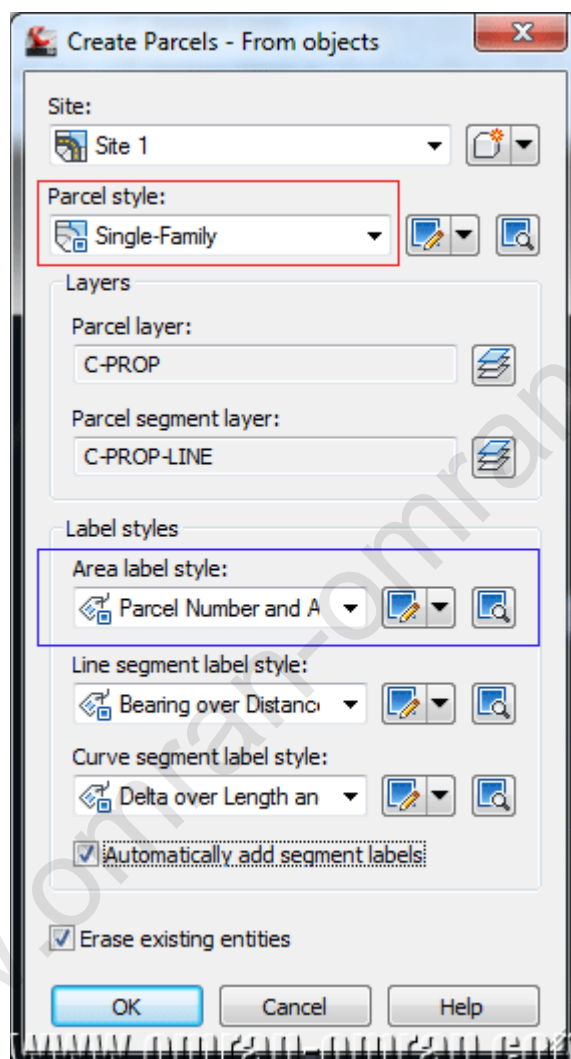 Create Parcels - From objects
Site:
Site 1
Parcel style:
Single-Family
Layers
Parcel layer:
C-PROP
Parcel segment layer:
C-PROP-LINE
Label styles
Area label style:
Parcel Number and A
Line segment label style:
Bearing over Distanc
Curve segment label style:
Delta over Length an
Automatically add segment labels
Erase existing entities
OK Cancel Help